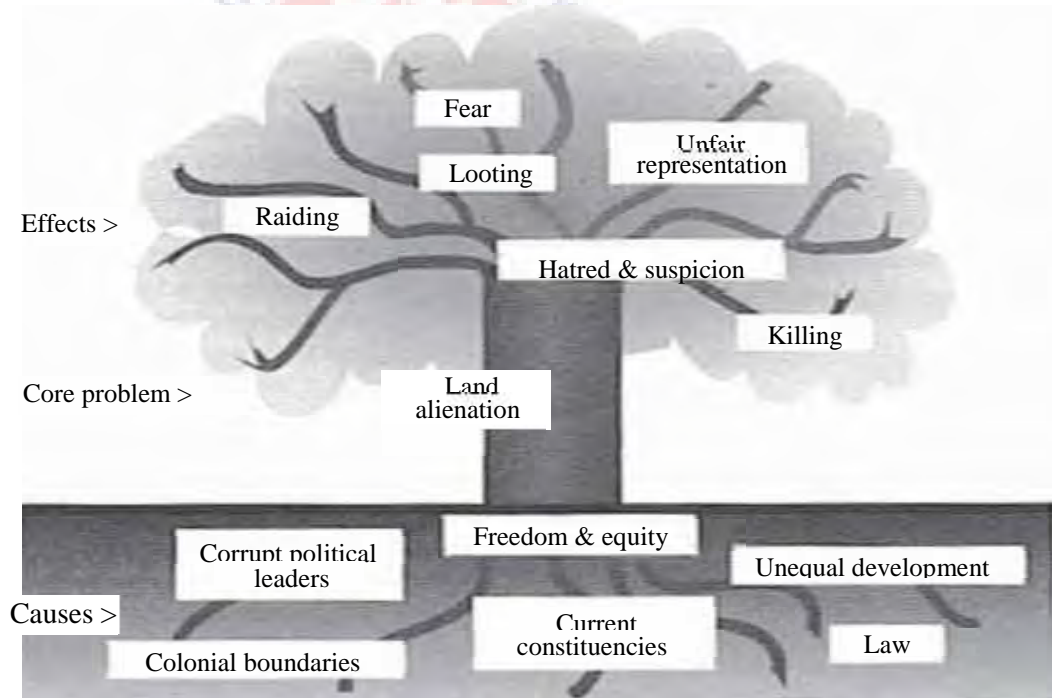 Fear
Unfair
representation
Looting
Effects >
Raiding
Hatred & suspicion
Killing
Core problem >
Land
alienation
Freedom & equity
Corrupt political
leaders
Unequal development
Causes >
Current
constituencies
Law
Colonial boundaries